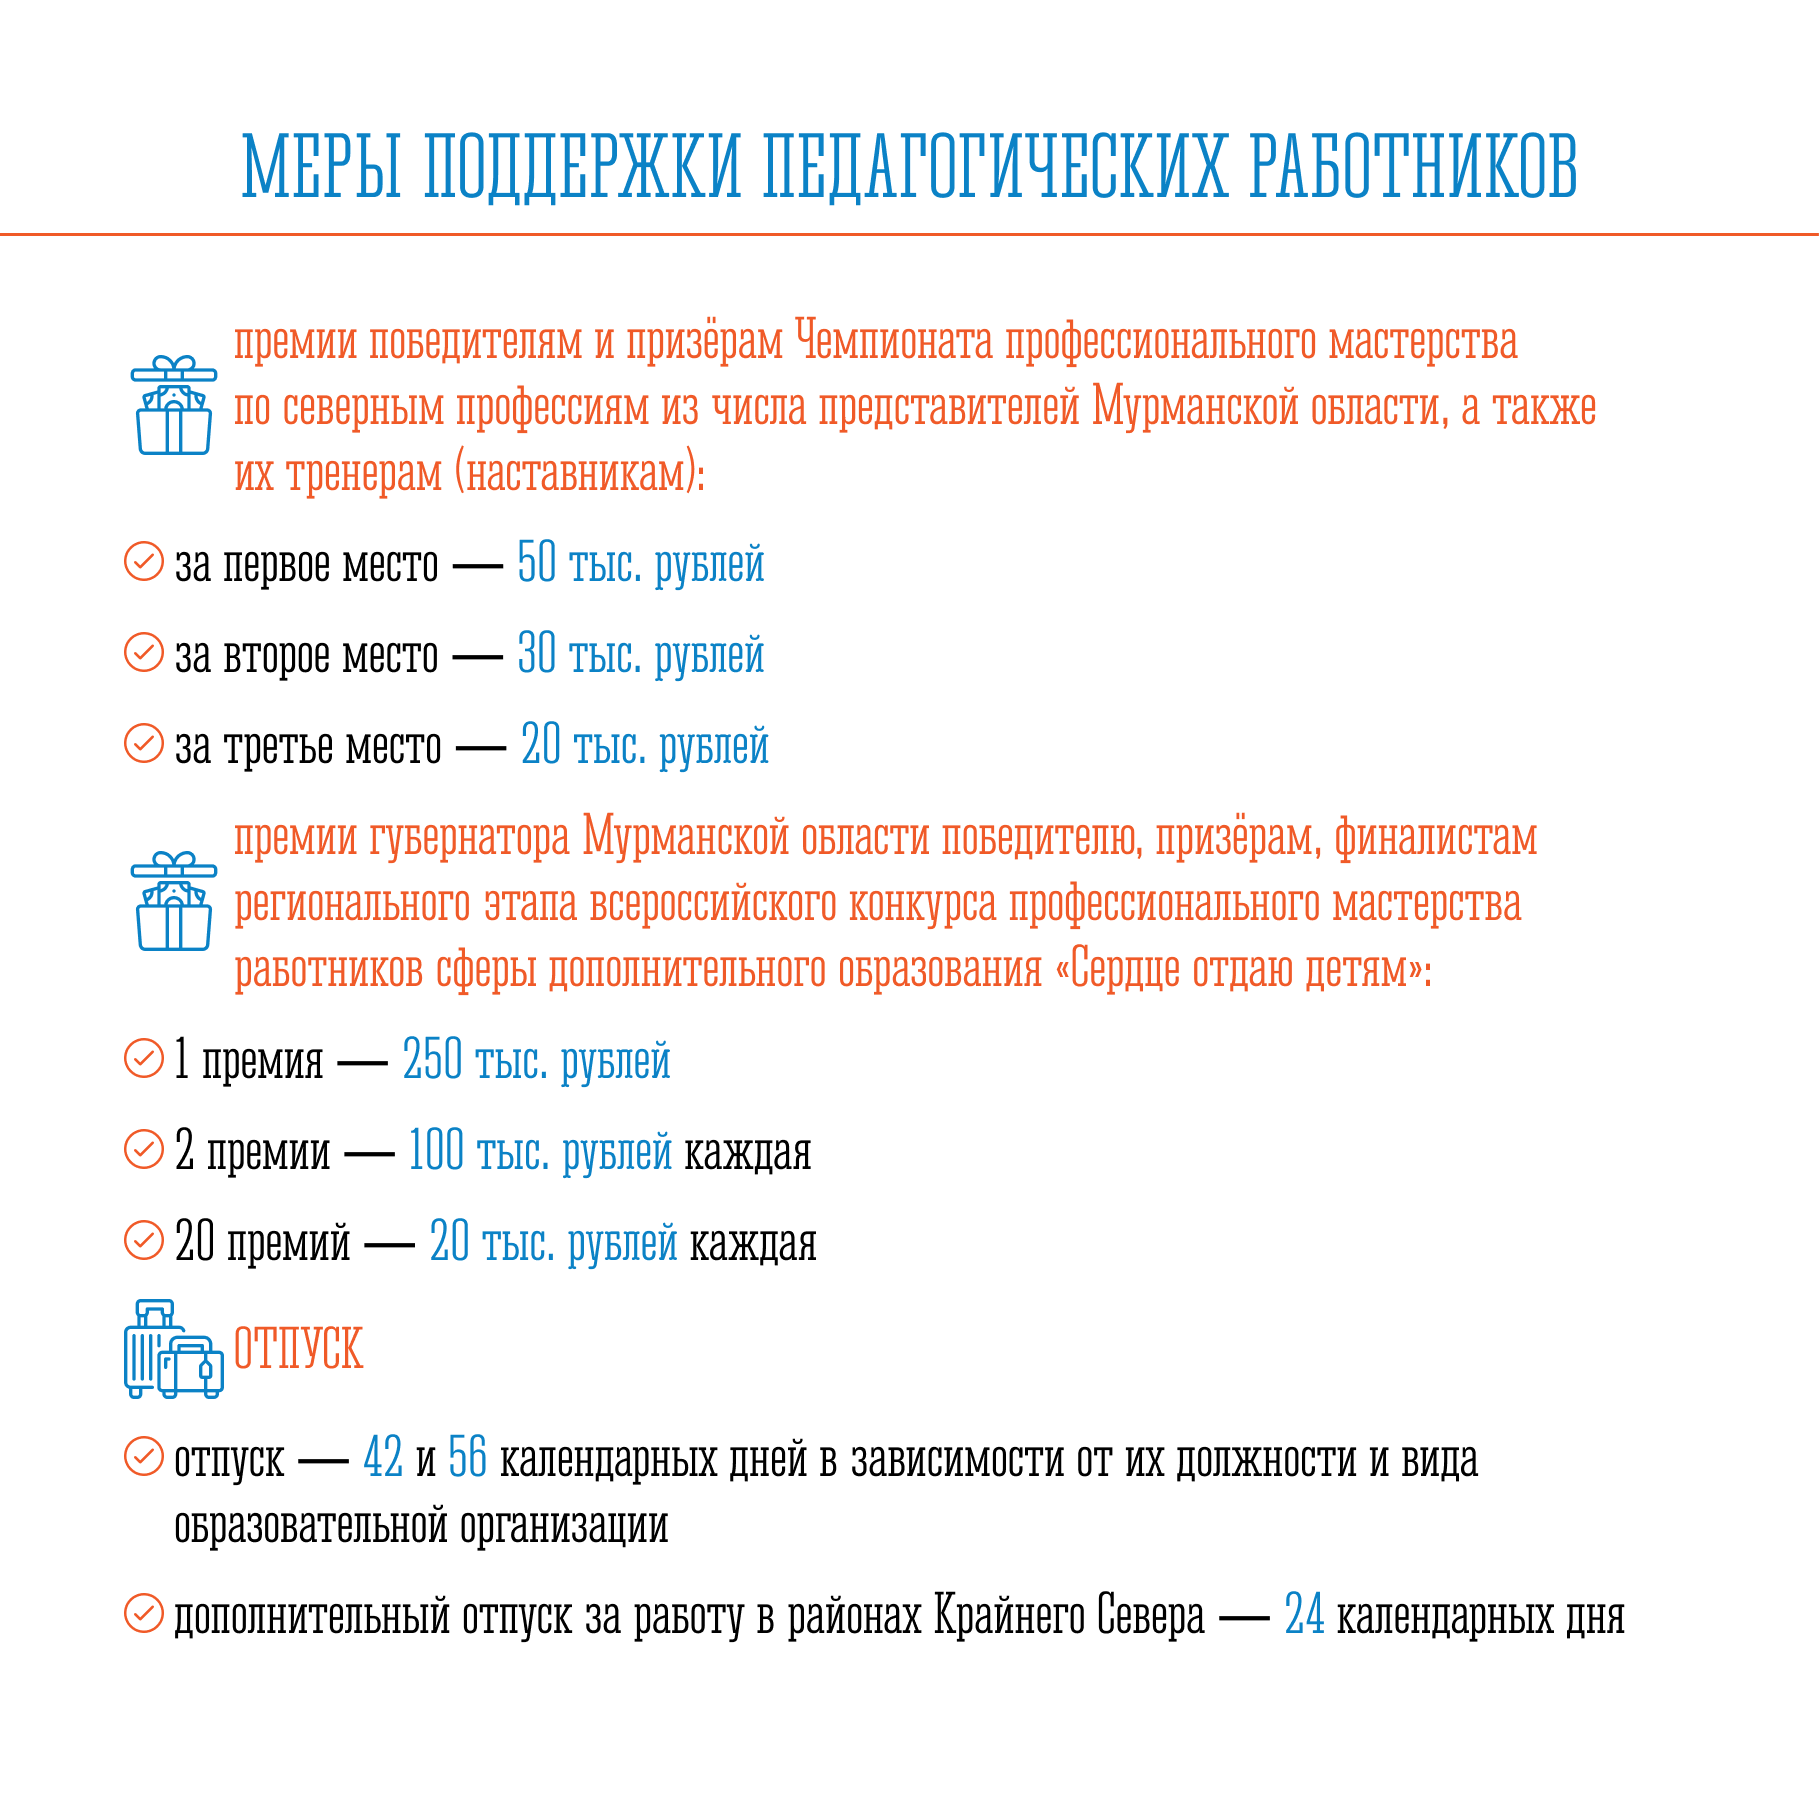 МЕРЫ ПОДДЕРЖКИ ПЕДАГОГИЧЕСКИХ РАБОТНИКОВ
премии победителям и призёрам Чемпионата профессионального мастерства
по северным профессиям из числа представителей Мурманской области, а также
их тренерам (наставникам):
за первое место — 50 тыс. рублей
за второе место — 30 тыс. рублей
за третье место — 20 тыс. рублей
премии губернатора Мурманской области победителю, призёрам, финалистам
регионального этапа всероссийского конкурса профессионального мастерства
работников сферы дополнительного образования «Сердце отдаю детям»:
1 премия — 250 тыс. рублей
2 премии — 100 тыс. рублей каждая
20 премий — 20 тыс. рублей каждая
ОТПУСК
отпуск — 42 и 56 календарных дней в зависимости от их должности и вида
образовательной организации
дополнительный отпуск за работу в районах Крайнего Севера — 24 календарных дня